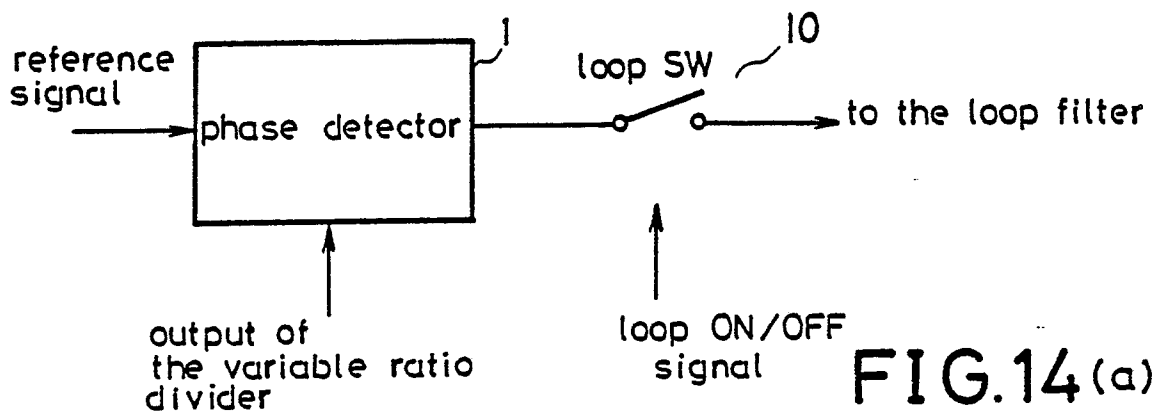 1
10
reference
signal
loop SW
phase detector
to the loop filter
output of
the variable ratio
divider
loop ON/OFF
signal
FIG.14 (a)